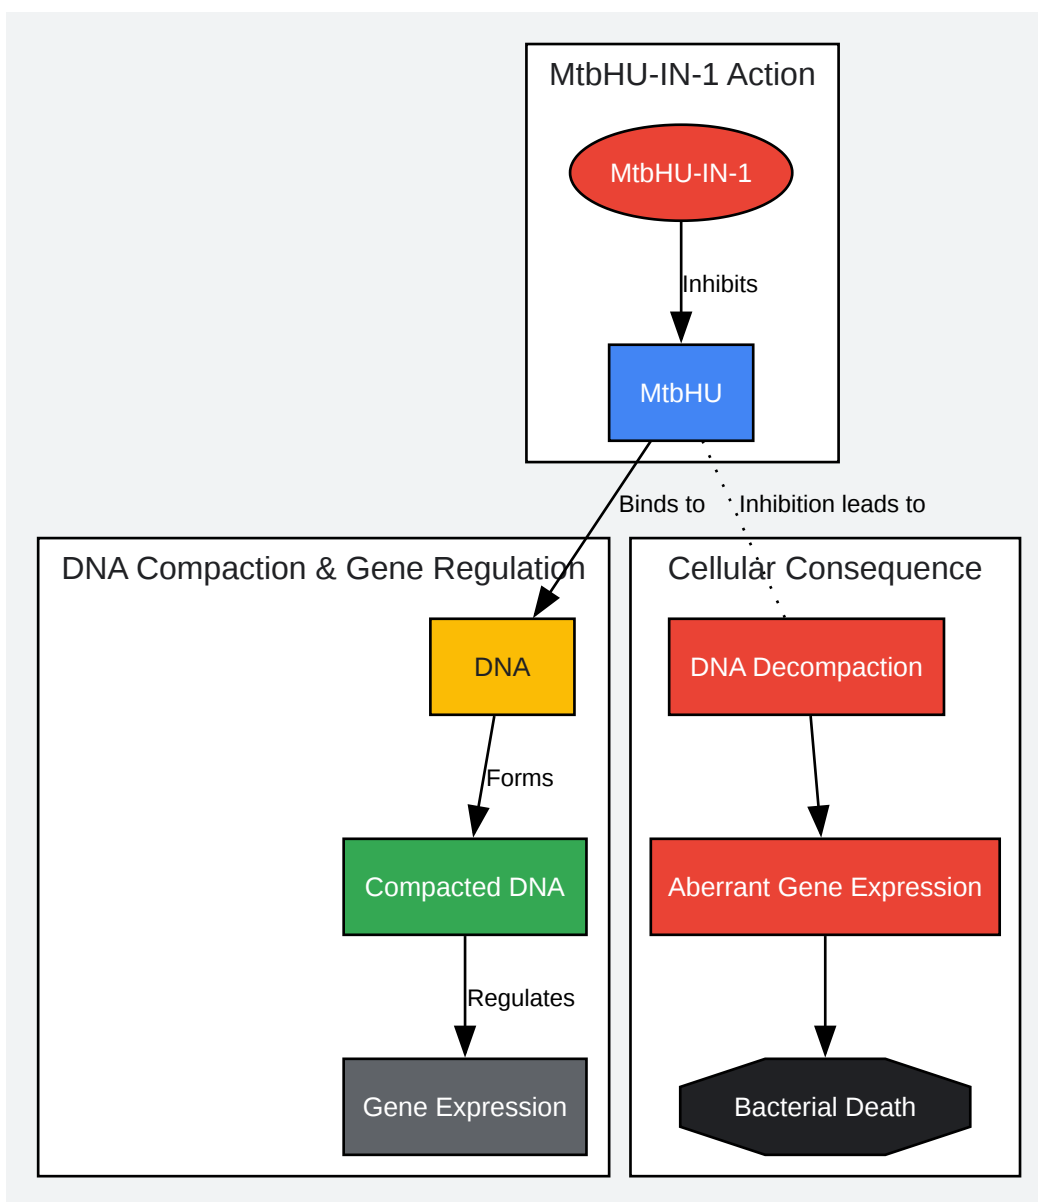 MtbHU-IN-1 Action
MtbHU-IN-1
Inhibits
MtbHU
Binds to
Inhibition leads to
DNA Compaction & Gene Regulation
DNA
Forms
Compacted DNA
Regulates
Gene Expression
Cellular Consequence
DNA Decompaction
Aberrant Gene Expression
Bacterial Death